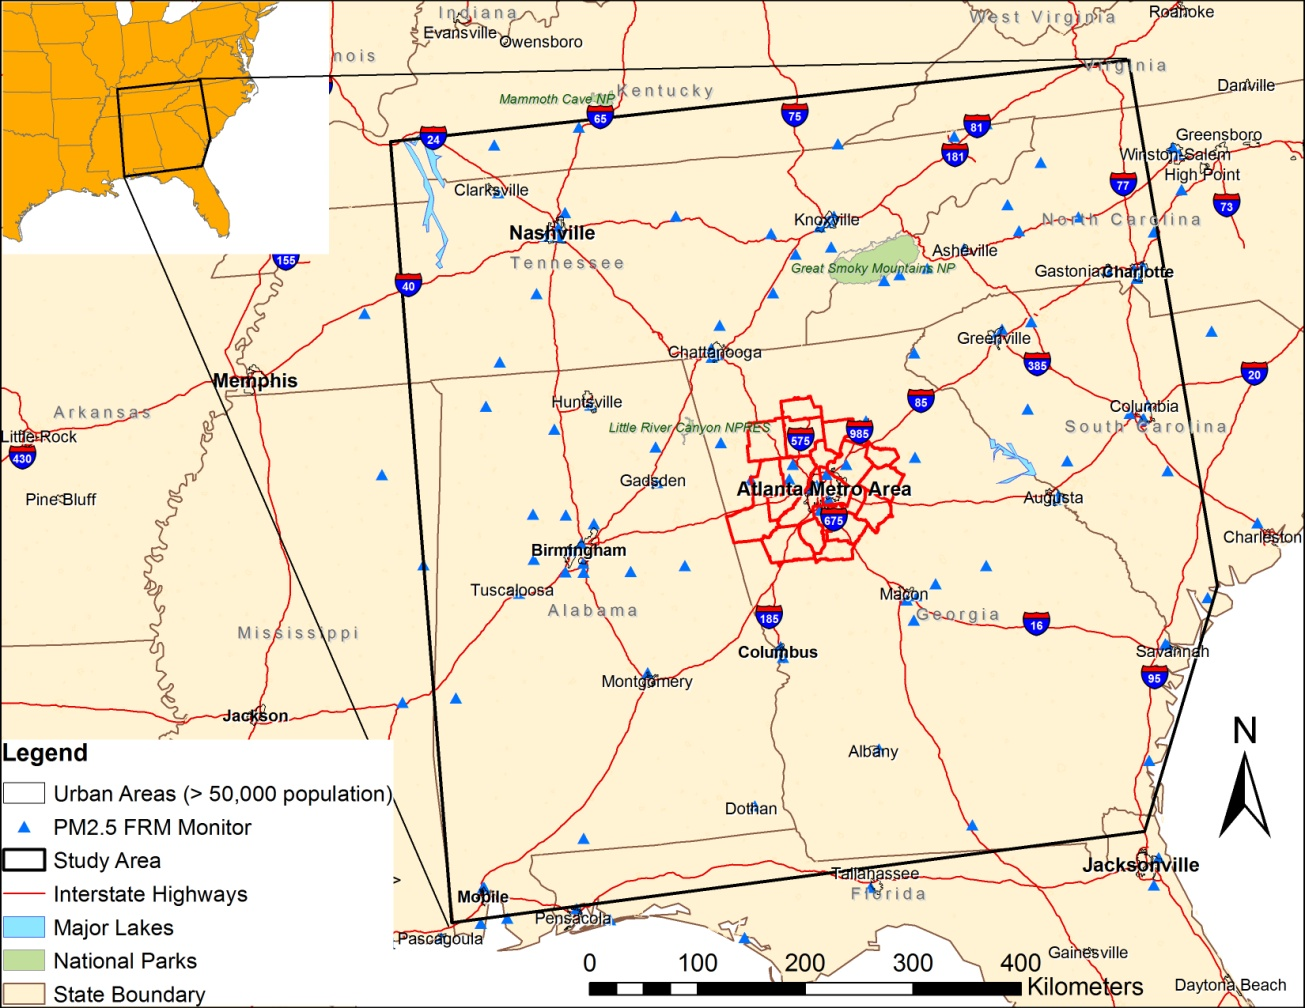 Indiana
West Virginia
Roanoke
Evansville
Owensboro
nois
Virginia
Kentucky
Danville
Mammoth Cave NP
65
75
81
24
181
Greensboro
Winston-Salem
High Point
77
73
Clarksville
Nashville
Knoxville
North Carolina
Tennessee
Asheville
155
40
Great Smoky Mountains NP
Gastonia
Charlotte
Greenville
Chattanooga
385
20
Memphis
Arkansas
Huntsville
85
Columbia
South Carolina
Little Rock
430
Little River Canyon NPRES
575
985
Gadsden
Atlanta Metro Area
Pine Bluff
Augusta
675
Charleston
Birmingham
Tuscaloosa
Alabama
Macon
Georgia
185
16
Mississippi
Columbus
Savannah
95
Montgomery
Jackson
Albany
N
Dothan
Jacksonville
Tallahassee
Florida
Mobile
Pensacola
Pascagoula
Gainesville
Daytona Beach
Legend
Urban Areas (> 50,000 population)
PM2.5 FRM Monitor
Study Area
Interstate Highways
Major Lakes
National Parks
State Boundary
0 100 200 300 400
Kilometers